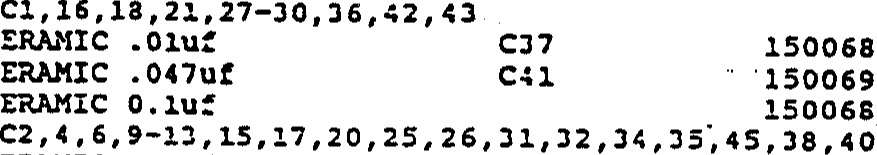 C1,16,18,21,27-30,36,42,43
ERAMIC .01uf C37 150068
ERAMIC .047uf C41 150069
ERAMIC 0.1uf 150068
C2,4,6,9-13,15,17,20,25,26,31,32,34,35,45,38,40